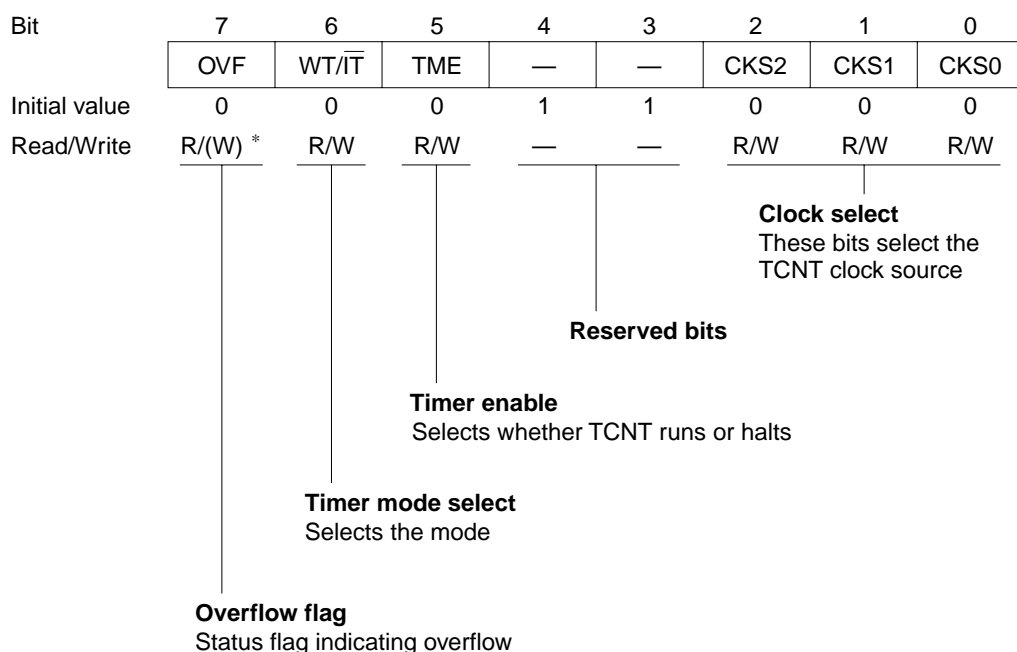 Bit 7 6 5 4 3 2 1 0
OVF WT/I̅T̅ TME — — CKS2 CKS1 CKS0
Initial value 0 0 0 1 1 0 0 0
Read/Write R/(W) * R/W R/W — — R/W R/W R/W
Clock select
These bits select the
TCNT clock source
Reserved bits
Timer enable
Selects whether TCNT runs or halts
Timer mode select
Selects the mode
Overflow flag
Status flag indicating overflow